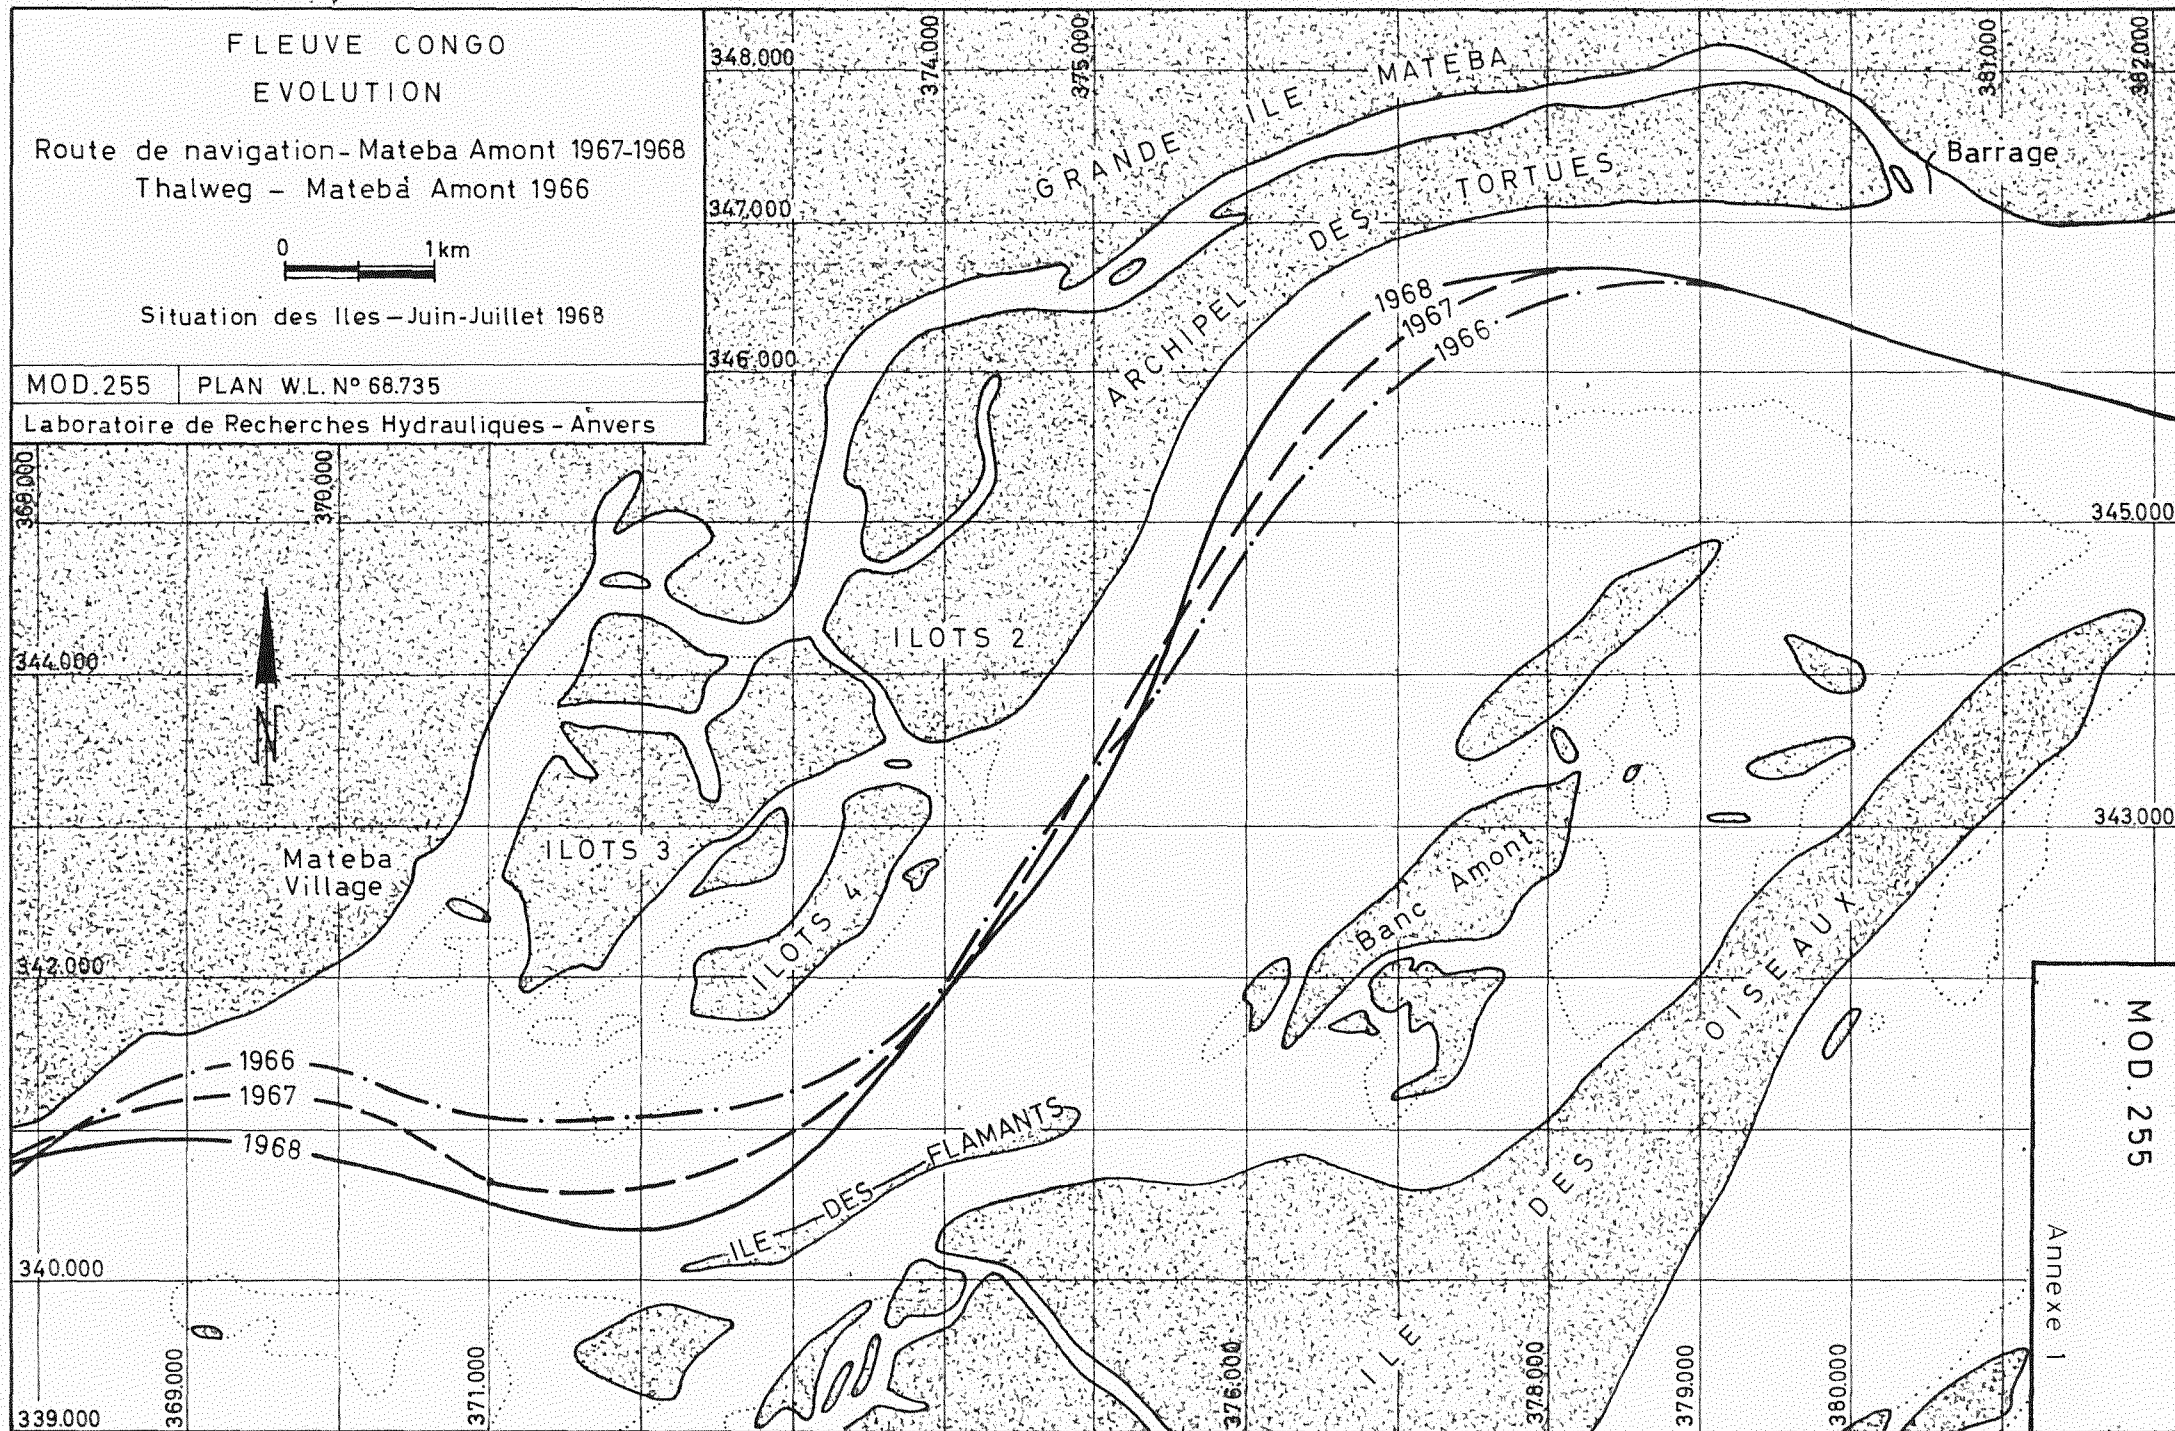 FLEUVE CONGO
EVOLUTION
Route de navigation - Mateba Amont 1967-1968
Thalweg - Mateba Amont 1966
0 1 km
Situation des Iles - Juin-Juillet 1968
MOD. 255 PLAN W.L. N° 68.735
Laboratoire de Recherches Hydrauliques - Anvers
348.000
374.000
375.000
381.000
382.000
GRANDE ILE MATEBA
Barrage
347.000
ARCHIPEL DES TORTUES
1968
1967
1966
346.000
368.000
370.000
345.000
ILOTS 2
344.000
N
343.000
Mateba
Village
ILOTS 3
ILOTS 4
Banc Amont
342.000
ILE DES OISEAUX
1966
1967
1968
ILE DES FLAMANTS
340.000
339.000
369.000
371.000
376.000
378.000
379.000
380.000
MOD. 255
Annexe 1